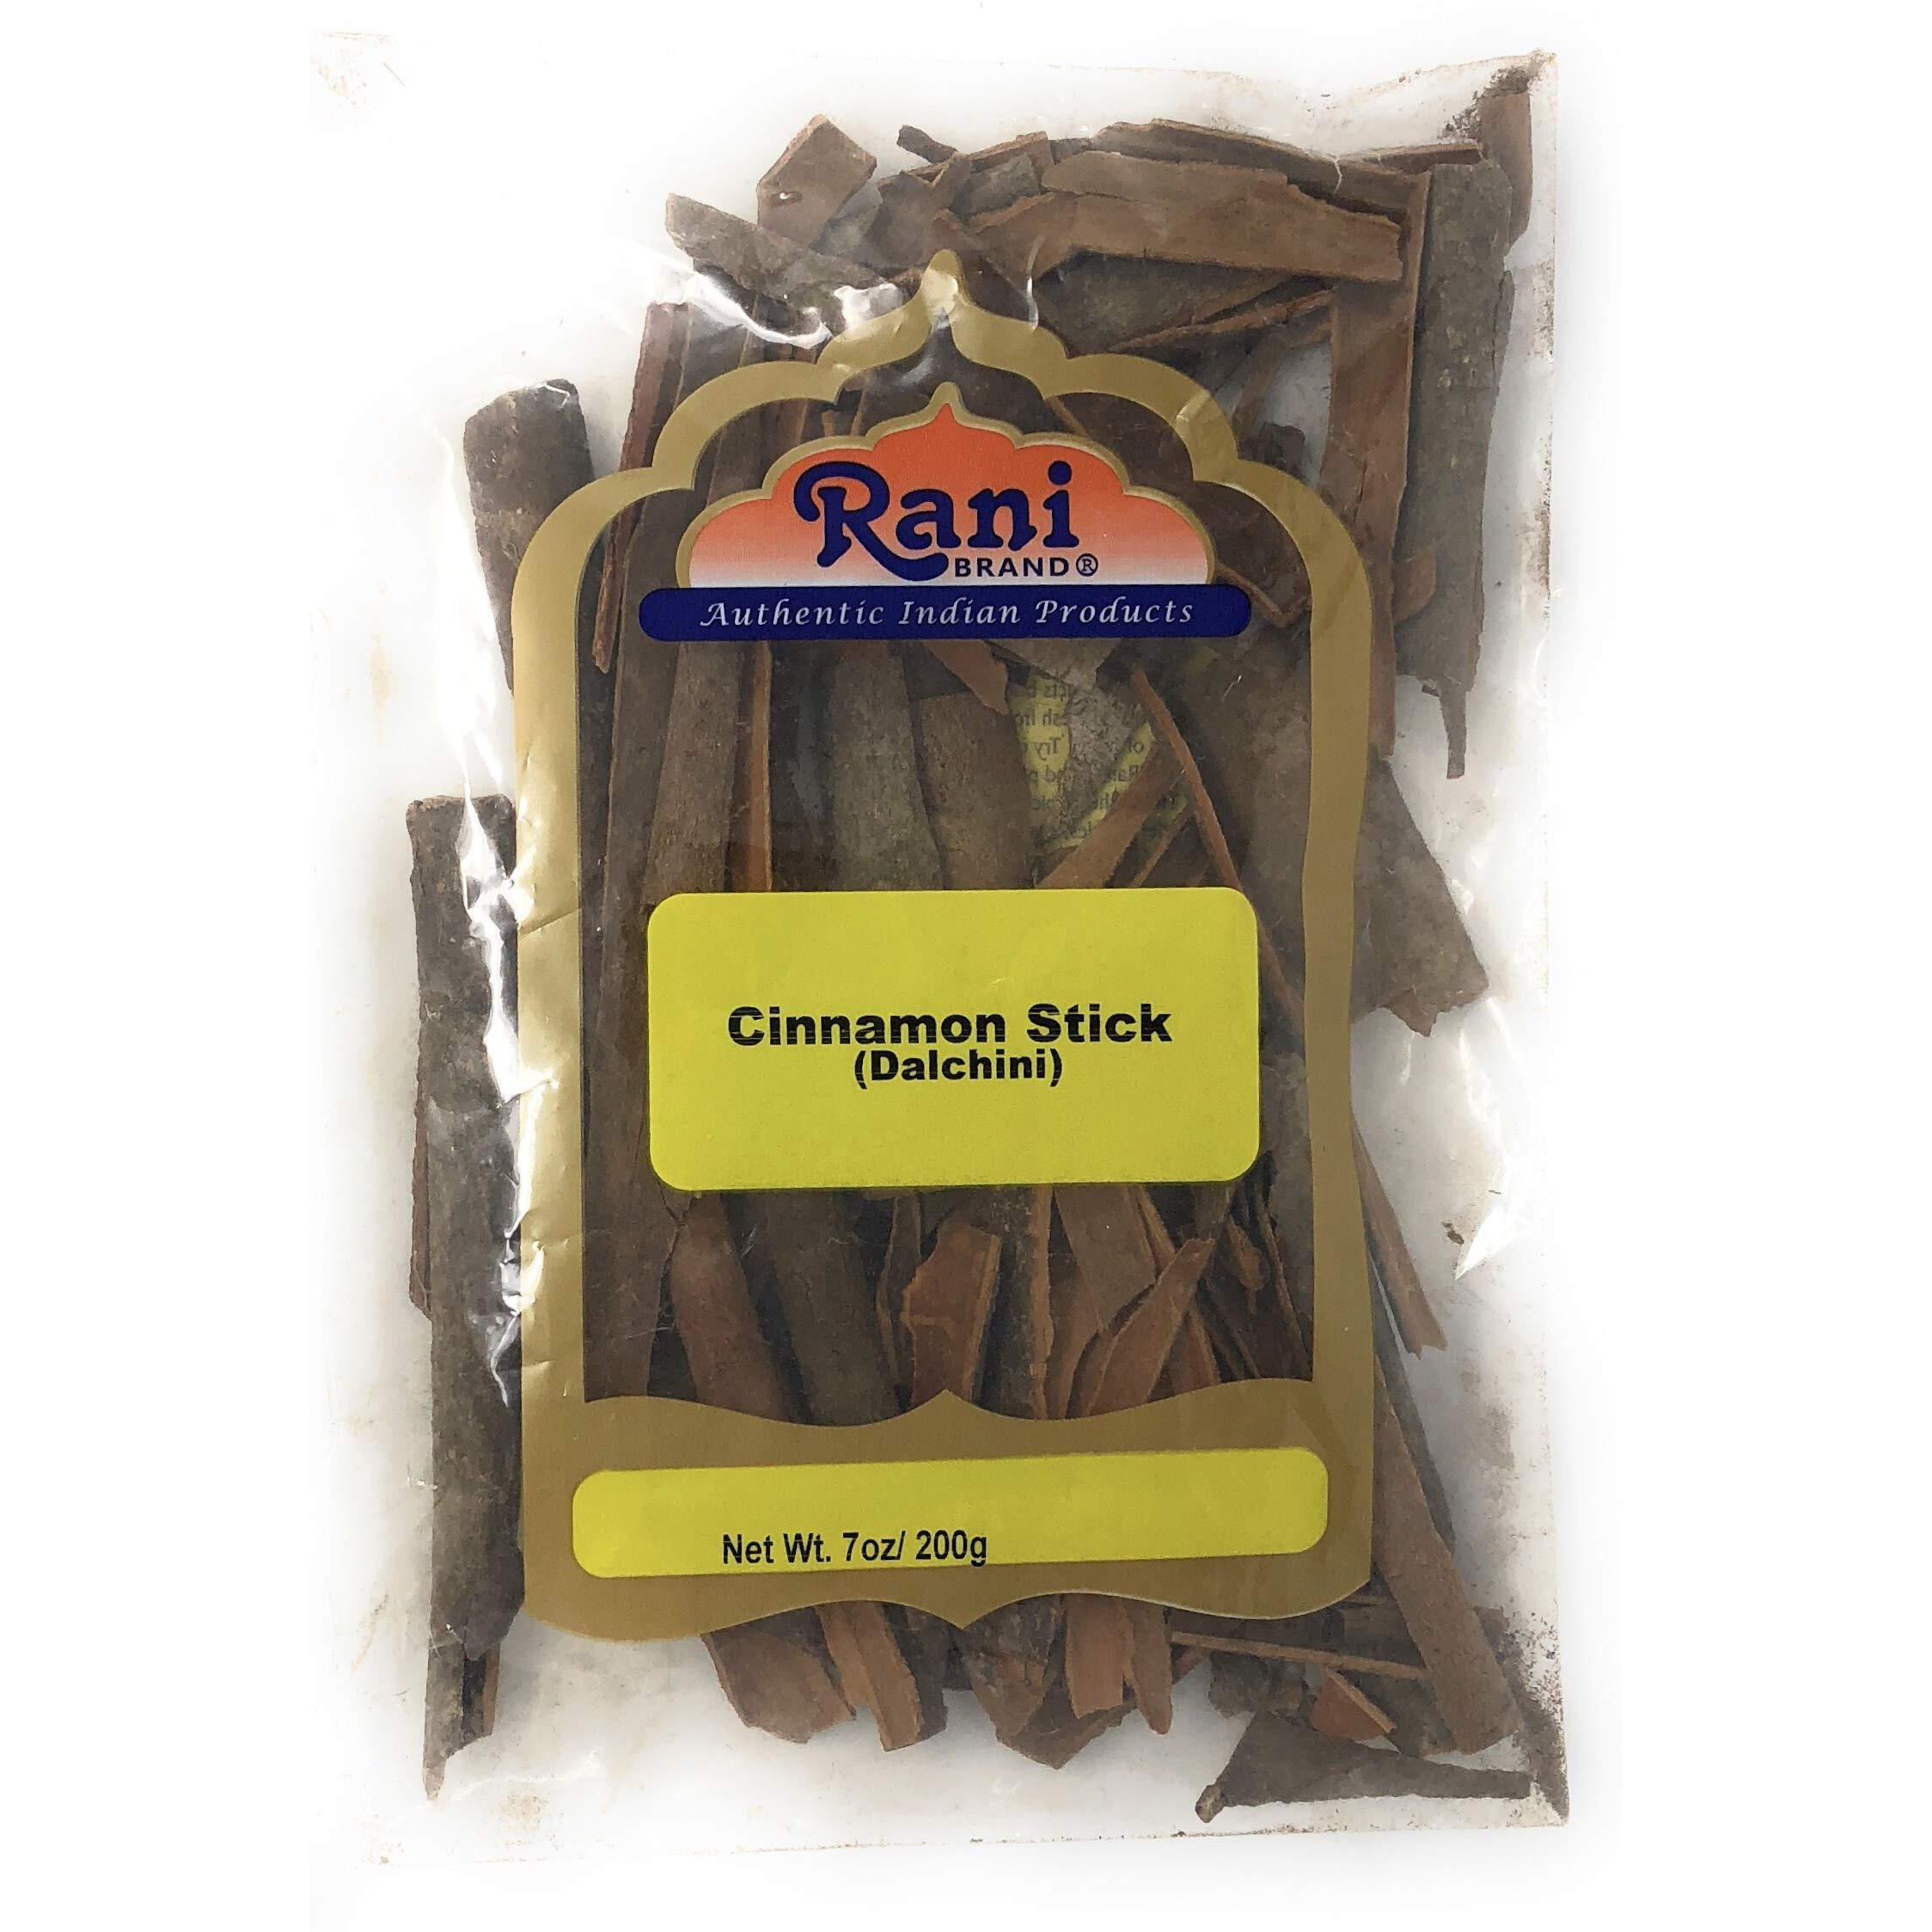 Rani
BRAND®
Authentic Indian Products
Cinnamon Stick
(Dalchini)
Net Wt. 7oz/ 200g